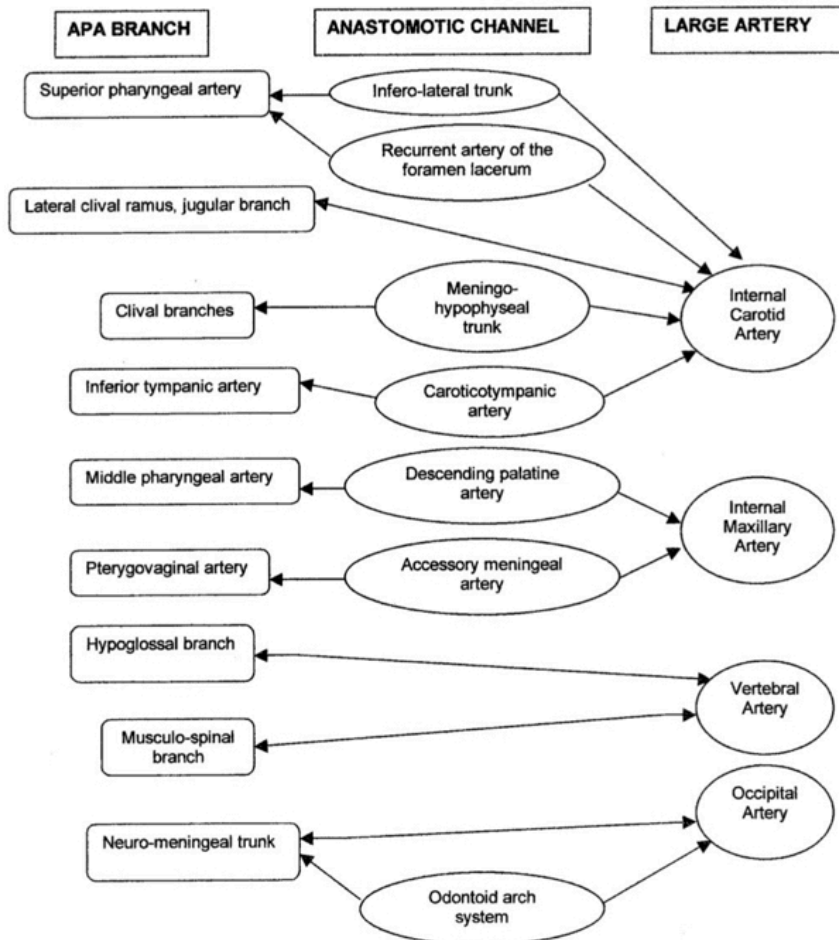 APA BRANCH
ANASTOMOTIC CHANNEL
LARGE ARTERY
Superior pharyngeal artery
Infero-lateral trunk
Recurrent artery of the
foramen lacerum
Lateral clival ramus, jugular branch
Clival branches
Meningo-
hypophyseal
trunk
Internal
Carotid
Artery
Inferior tympanic artery
Caroticotympanic
artery
Middle pharyngeal artery
Descending palatine
artery
Internal
Maxillary
Artery
Pterygovaginal artery
Accessory meningeal
artery
Hypoglossal branch
Vertebral
Artery
Musculo-spinal
branch
Occipital
Artery
Neuro-meningeal trunk
Odontoid arch
system